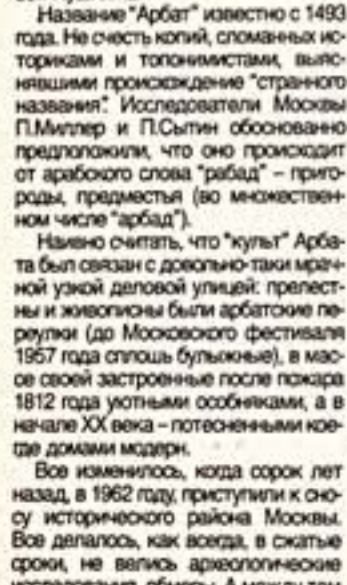 Название "Арбат" известно с 1493
года. Не счесть копий, сломанных ис-
ториками и топонимистами, выяс-
нявшими происхождение "странного
названия". Исследователи Москвы
П.Миллер и П.Сытин обоснованно
предположили, что оно происходит
от арабского слова "рабад" – приго-
роды, предместья (во множествен-
ном числе "арбад").
Наивно считать, что "культ" Арба-
та был связан с довольно-таки мрач-
ной узкой деловой улицей: прелест-
ны и живописны были арбатские пе-
реулки (до Московского фестиваля
1957 года сплошь булыжные), в мас-
се своей застроенные после пожара
1812 года уютными особняками, а в
начале XX века – потесненными кое-
где домами модерн.
Все изменилось, когда сорок лет
назад, в 1962 году, приступили к сно-
су исторического района Москвы.
Все делалось, как всегда, в сжатые
сроки, не велись археологические